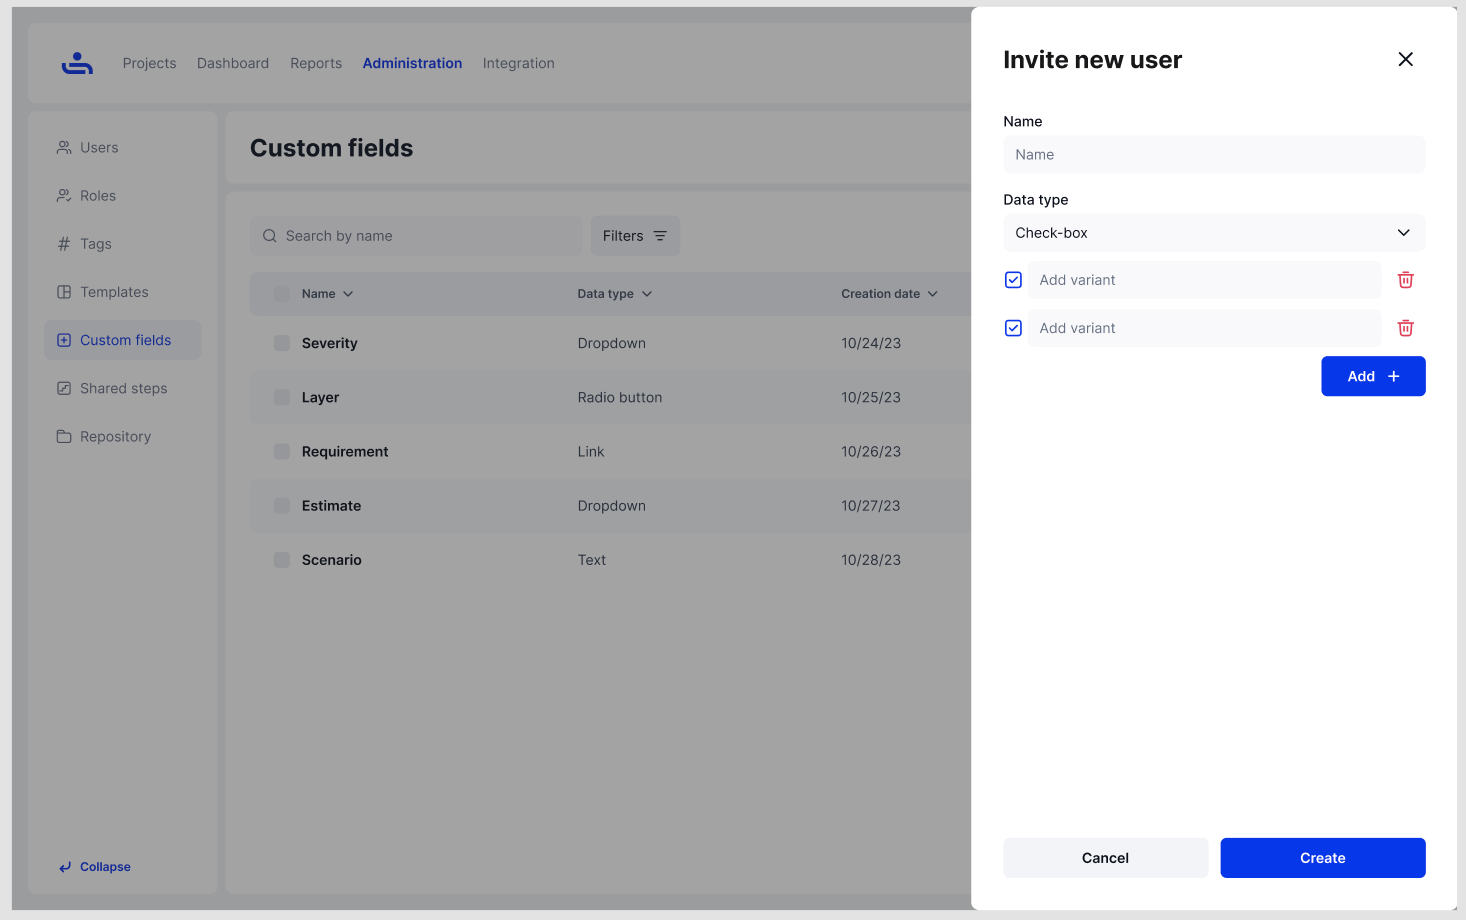 Projects Dashboard Reports Administration Integration
Users
Roles
Tags
Templates
Custom fields
Shared steps
Repository
Collapse
Custom fields
Search by name
Filters
Name Data type Creation date
Severity Dropdown 10/24/23
Layer Radio button 10/25/23
Requirement Link 10/26/23
Estimate Dropdown 10/27/23
Scenario Text 10/28/23
Invite new user
Name
Name
Data type
Check-box
Add variant
Add variant
Add
Cancel Create